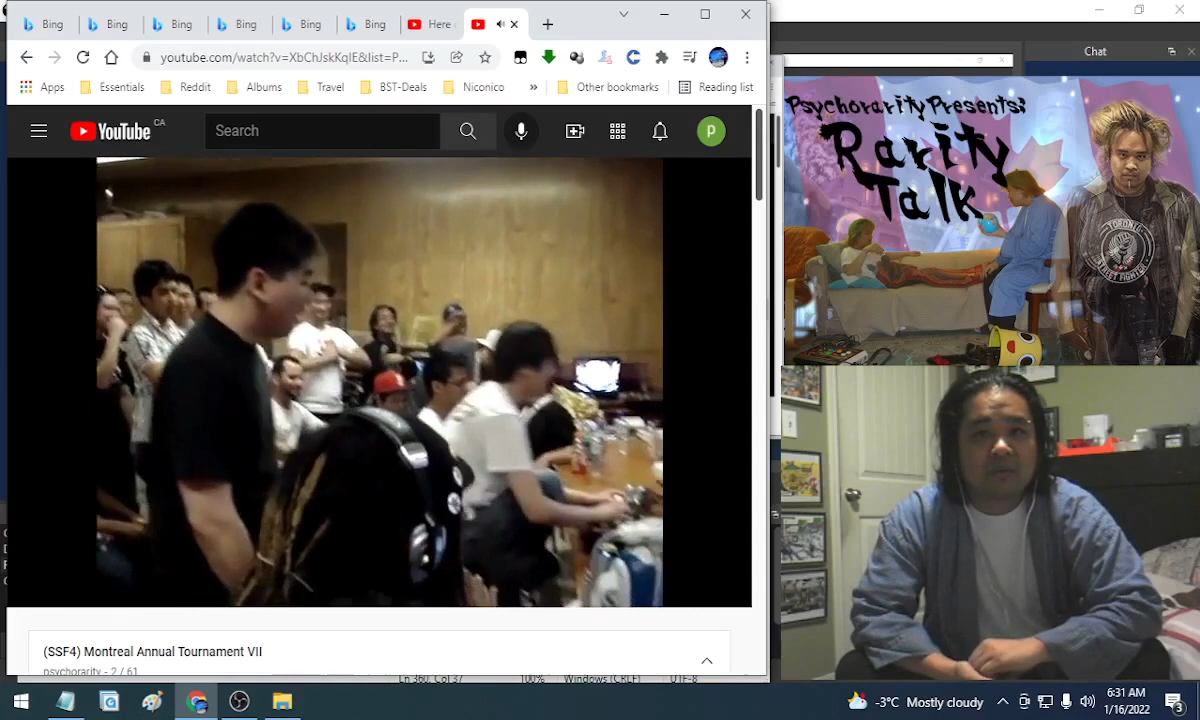 Bing
Bing
Bing
Bing
Bing
Bing
Here
youtube.com/watch?v=XbChJskKqIE&list=P...
Apps
Essentials
Reddit
Albums
Travel
BST-Deals
Niconico
Other bookmarks
Reading list
YouTube CA
Search
P
(SSF4) Montreal Annual Tournament VII
psychorarity - 2 / 61
Ln 360, Col 37
100%
Windows (CRLF)
UTF-8
Chat
Psychorarity Presents:
Rarity
Talk
TORONTO
STREET FIGHTER
-3°C Mostly cloudy
6:31 AM
1/16/2022
3